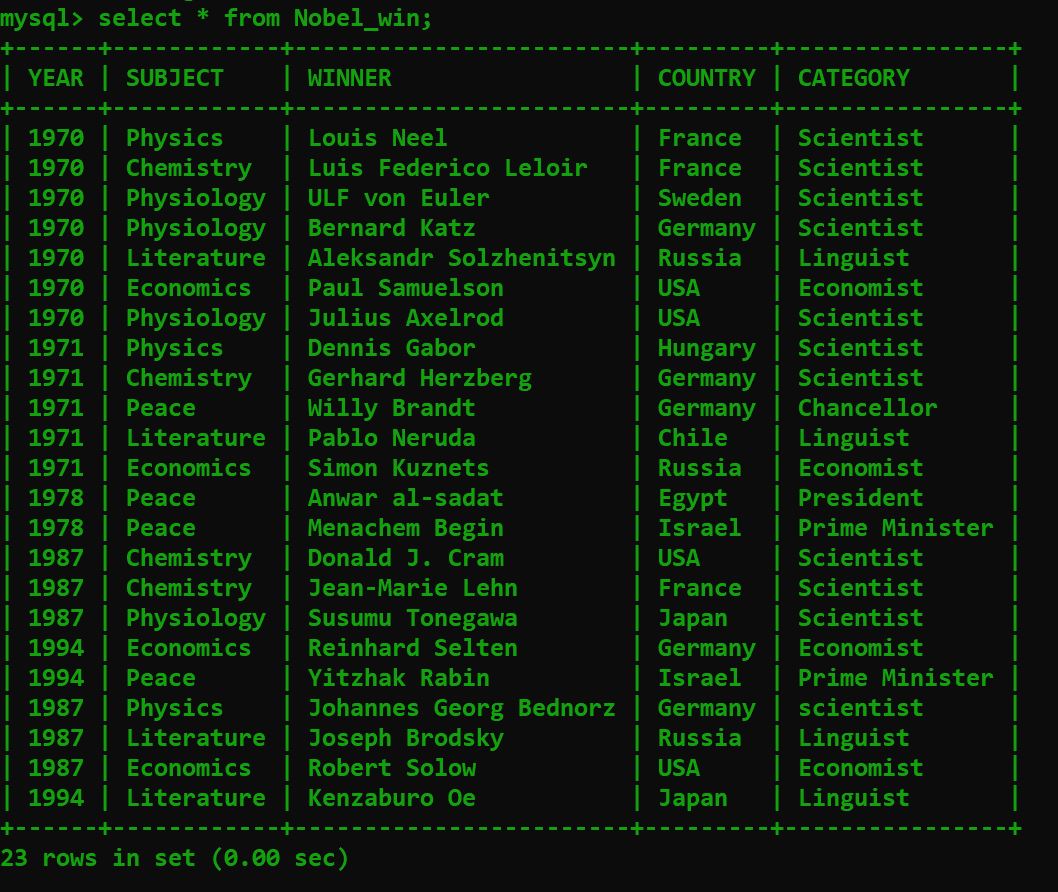 mysql> select * from Nobel_win;
+------+------------+-------------------------+---------+----------------+
| YEAR | SUBJECT    | WINNER                  | COUNTRY | CATEGORY       |
+------+------------+-------------------------+---------+----------------+
| 1970 | Physics    | Louis Neel              | France  | Scientist      |
| 1970 | Chemistry  | Luis Federico Leloir    | France  | Scientist      |
| 1970 | Physiology | ULF von Euler           | Sweden  | Scientist      |
| 1970 | Physiology | Bernard Katz            | Germany | Scientist      |
| 1970 | Literature | Aleksandr Solzhenitsyn  | Russia  | Linguist       |
| 1970 | Economics  | Paul Samuelson          | USA     | Economist      |
| 1970 | Physiology | Julius Axelrod          | USA     | Scientist      |
| 1971 | Physics    | Dennis Gabor            | Hungary | Scientist      |
| 1971 | Chemistry  | Gerhard Herzberg        | Germany | Scientist      |
| 1971 | Peace      | Willy Brandt            | Germany | Chancellor     |
| 1971 | Literature | Pablo Neruda            | Chile   | Linguist       |
| 1971 | Economics  | Simon Kuznets           | Russia  | Economist      |
| 1978 | Peace      | Anwar al-sadat          | Egypt   | President      |
| 1978 | Peace      | Menachem Begin          | Israel  | Prime Minister |
| 1987 | Chemistry  | Donald J. Cram          | USA     | Scientist      |
| 1987 | Chemistry  | Jean-Marie Lehn         | France  | Scientist      |
| 1987 | Physiology | Susumu Tonegawa         | Japan   | Scientist      |
| 1994 | Economics  | Reinhard Selten         | Germany | Economist      |
| 1994 | Peace      | Yitzhak Rabin           | Israel  | Prime Minister |
| 1987 | Physics    | Johannes Georg Bednorz  | Germany | scientist      |
| 1987 | Literature | Joseph Brodsky          | Russia  | Linguist       |
| 1987 | Economics  | Robert Solow            | USA     | Economist      |
| 1994 | Literature | Kenzaburo Oe            | Japan   | Linguist       |
+------+------------+-------------------------+---------+----------------+
23 rows in set (0.00 sec)